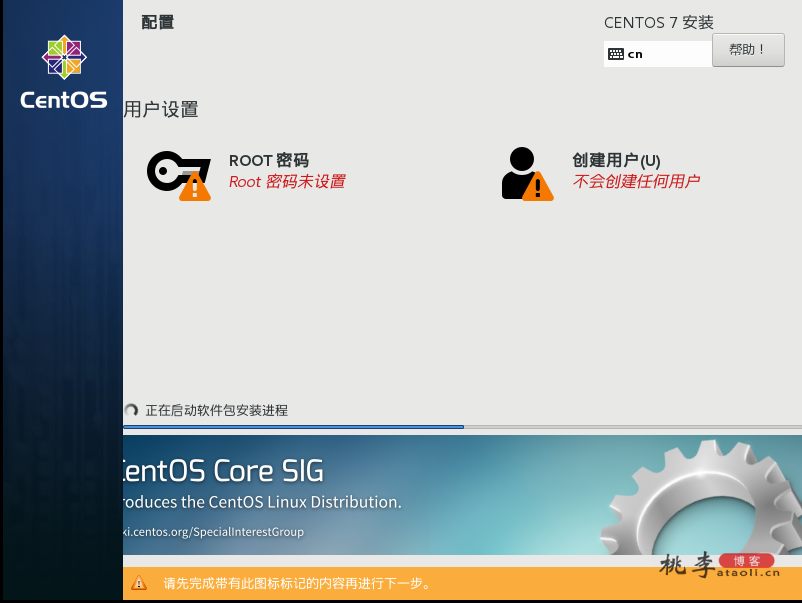 配置
CENTOS 7 安装
cn
帮助！
CentOS
用户设置
ROOT 密码
Root 密码未设置
创建用户(U)
不会创建任何用户
正在启动软件包安装进程
CentOS Core SIG
roduces the CentOS Linux Distribution.
ki.centos.org/SpecialInterestGroup
请先完成带有此图标标记的内容再进行下一步。
桃李博客
ataoli.cn